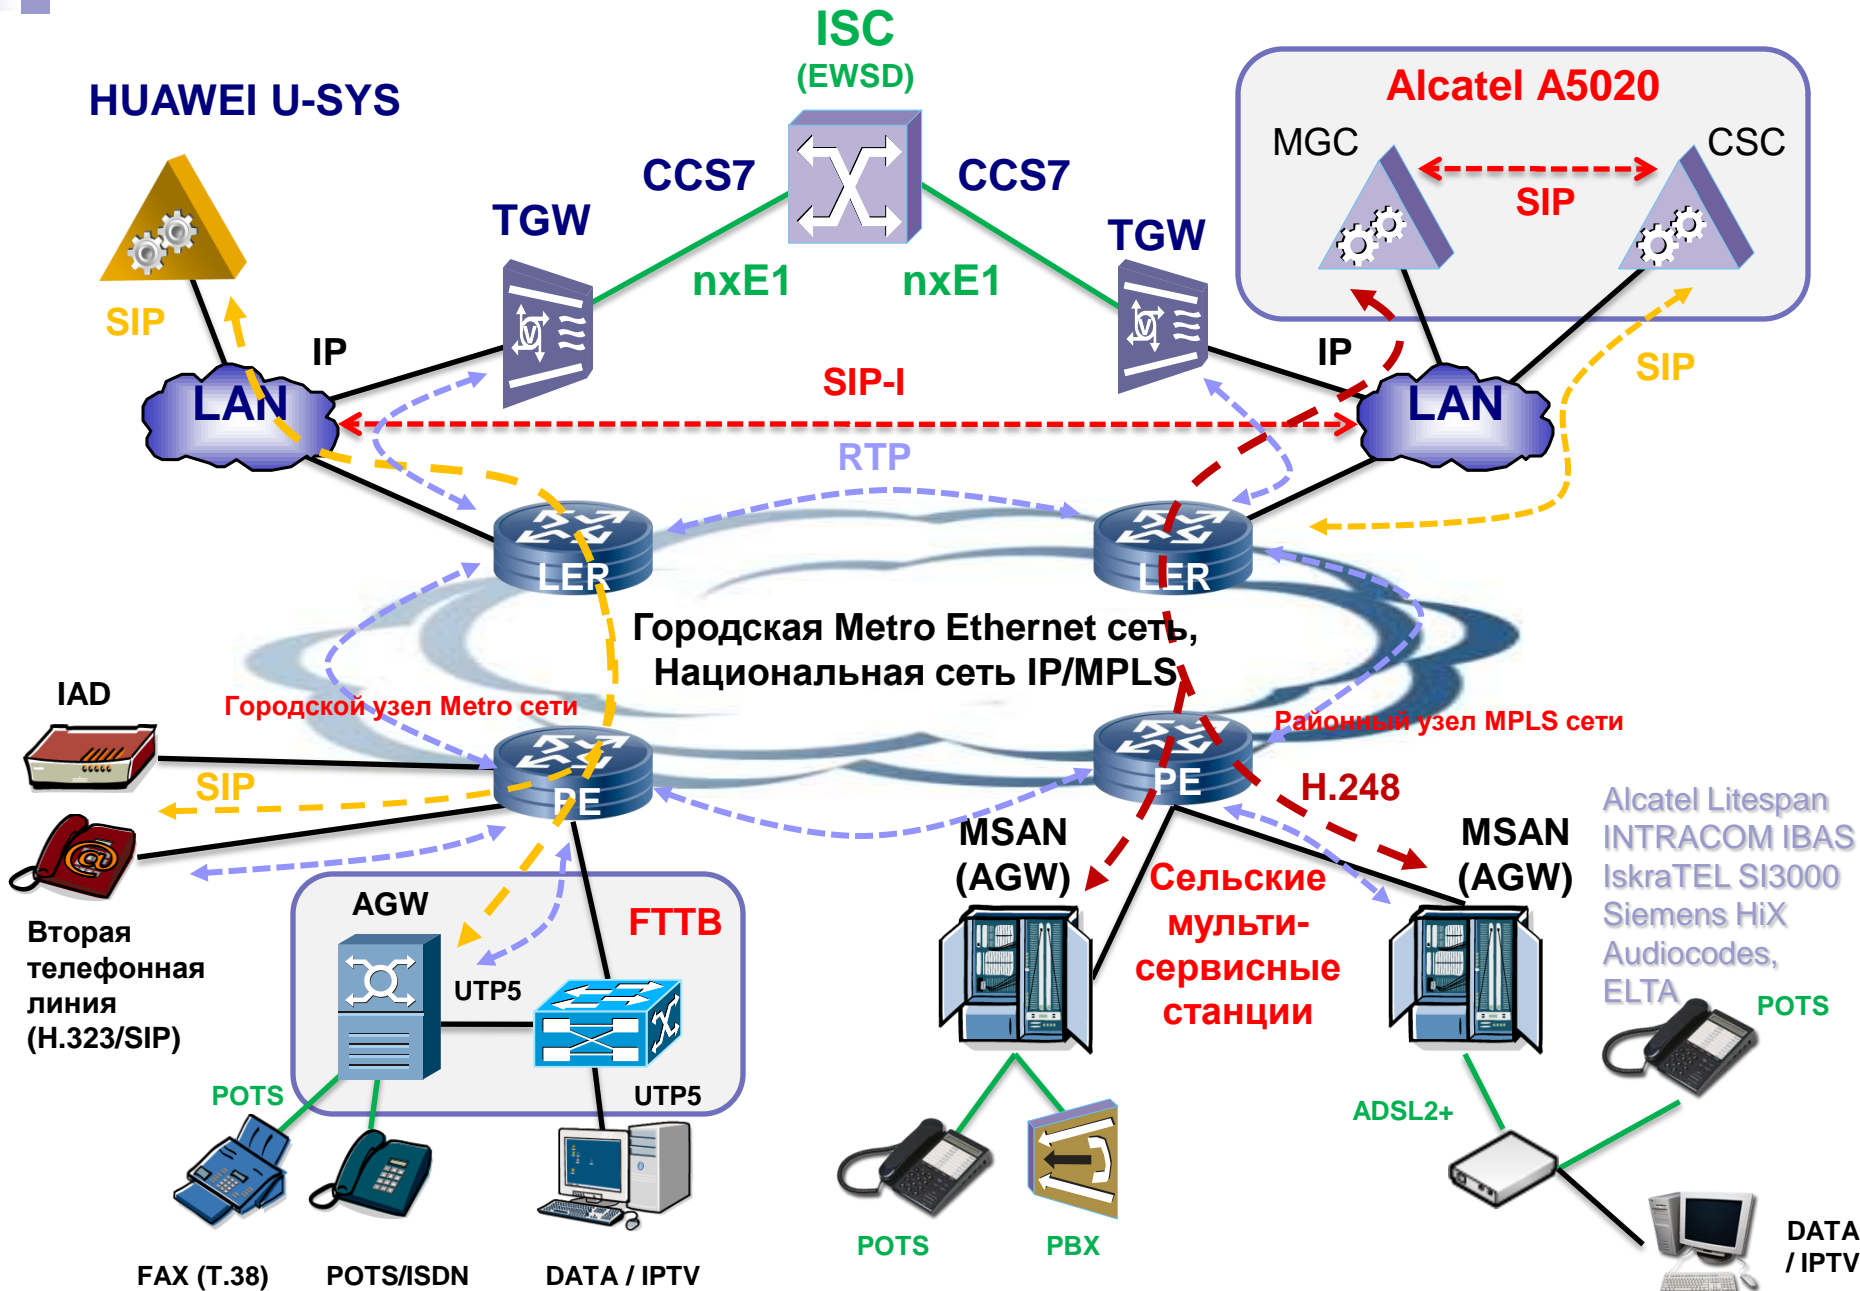 ISC
(EWSD)
HUAWEI U-SYS
Alcatel A5020
MGC
CSC
SIP
CCS7
CCS7
TGW
TGW
nxE1
nxE1
SIP
IP
IP
SIP
LAN
SIP-I
LAN
RTP
LER
LER
Городская Metro Ethernet сеть,
Национальная сеть IP/MPLS
IAD
Городской узел Metro сети
Районный узел MPLS сети
SIP
PE
PE
H.248
MSAN
(AGW)
MSAN
(AGW)
Alcatel Litespan
INTRACOM IBAS
IskraTEL SI3000
Siemens HiX
Audiocodes,
ELTA
Сельские
мульти-
сервисные
станции
AGW
FTTB
Вторая
телефонная
линия
(H.323/SIP)
UTP5
UTP5
POTS
POTS
ADSL2+
POTS
PBX
DATA
/ IPTV
FAX (T.38)
POTS/ISDN
DATA / IPTV